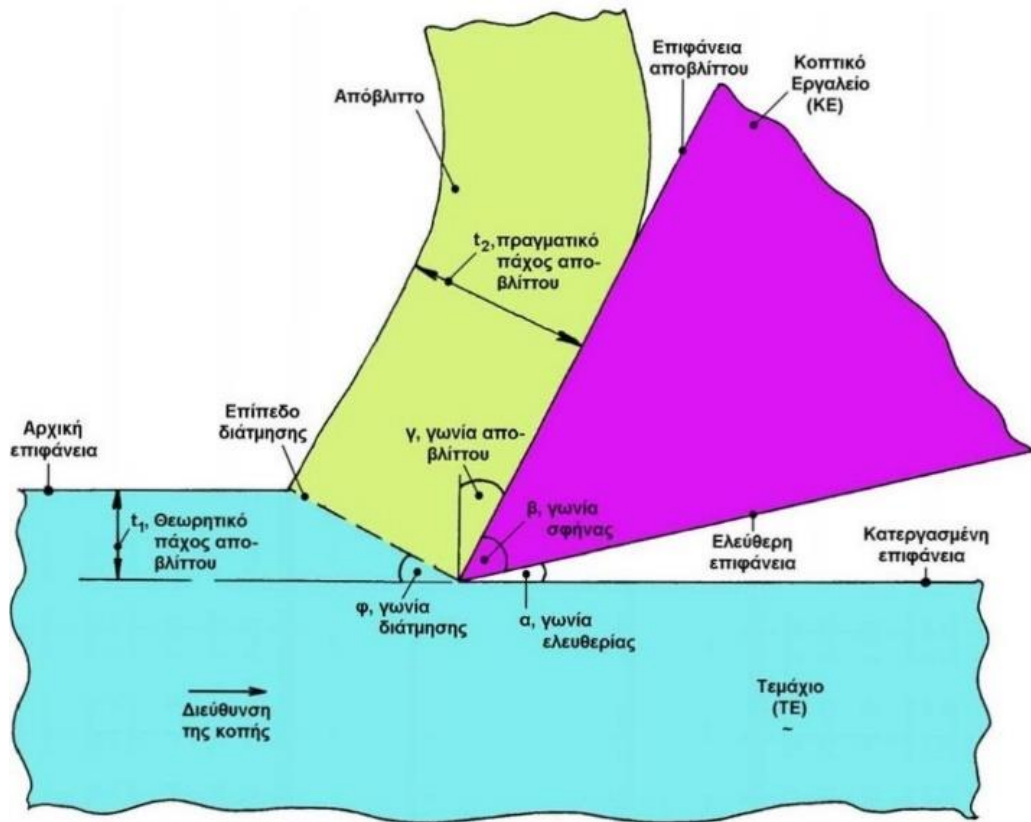 Επιφάνεια
αποβλίττου
Κοπτικό
Εργαλείο
(ΚΕ)
Απόβλιττο
t2, πραγματικό
πάχος απο-
βλίττου
Επίπεδο
διάτμησης
Αρχική
επιφάνεια
γ, γωνία απο-
βλίττου
t1, Θεωρητικό
πάχος απο-
βλίττου
β, γωνία
σφήνας
Ελεύθερη
επιφάνεια
Κατεργασμένη
επιφάνεια
φ, γωνία
διάτμησης
α, γωνία
ελευθερίας
Διεύθυνση
της κοπής
Τεμάχιο
(ΤΕ)
~